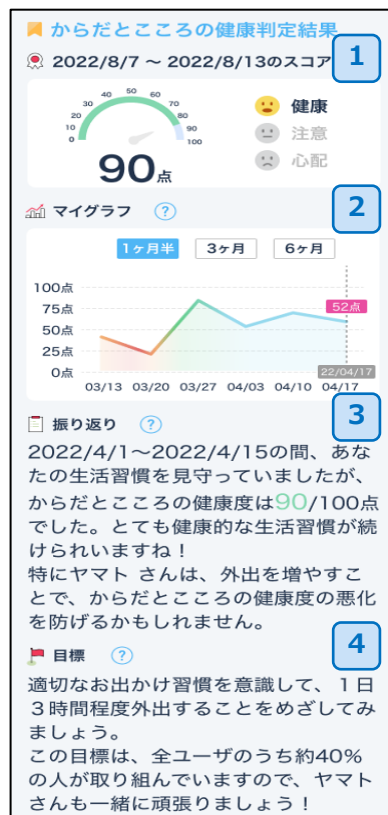 からだとこころの健康判定結果
1
2022/8/7 ～ 2022/8/13のスコア
0
10
20
30
40
50
60
70
80
90
100
90点
健康
注意
心配
2
マイグラフ ?
1ヶ月半 3ヶ月 6ヶ月
100点
75点
50点
25点
0点
52点
22/04/17
03/13 03/20 03/27 04/03 04/10 04/17
3
振り返り ?
2022/4/1～2022/4/15の間、あな
たの生活習慣を見守っていましたが、
からだとこころの健康度は90/100点
でした。とても健康的な生活習慣が続
けられいますね！
特にヤマト さんは、外出を増やすこ
とで、からだとこころの健康度の悪化
を防げるかもしれません。
4
目標 ?
適切なお出かけ習慣を意識して、１日
３時間程度外出することをめざしてみ
ましょう。
この目標は、全ユーザのうち約40%
の人が取り組んでいますので、ヤマト
さんも一緒に頑張りましょう！